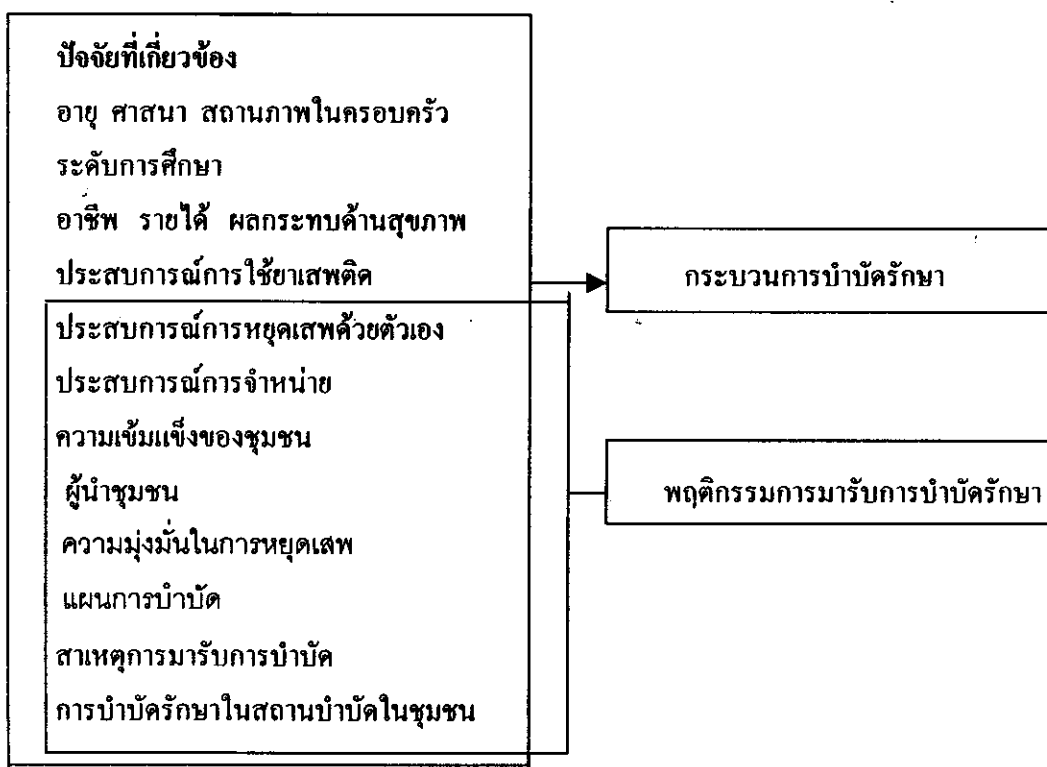 ปัจจัยที่เกี่ยวข้อง
อายุ ศาสนา สถานภาพในครอบครัว
ระดับการศึกษา
อาชีพ รายได้ ผลกระทบด้านสุขภาพ
ประสบการณ์การใช้ยาเสพติด
ประสบการณ์การหยุดเสพด้วยตัวเอง
ประสบการณ์การจำหน่าย
ความเข้มแข็งของชุมชน
ผู้นำชุมชน
ความมุ่งมั่นในการหยุดเสพ
แผนการบำบัด
สาเหตุการมารับการบำบัด
การบำบัดรักษาในสถานบำบัดในชุมชน
กระบวนการบำบัดรักษา
พฤติกรรมการมารับการบำบัดรักษา